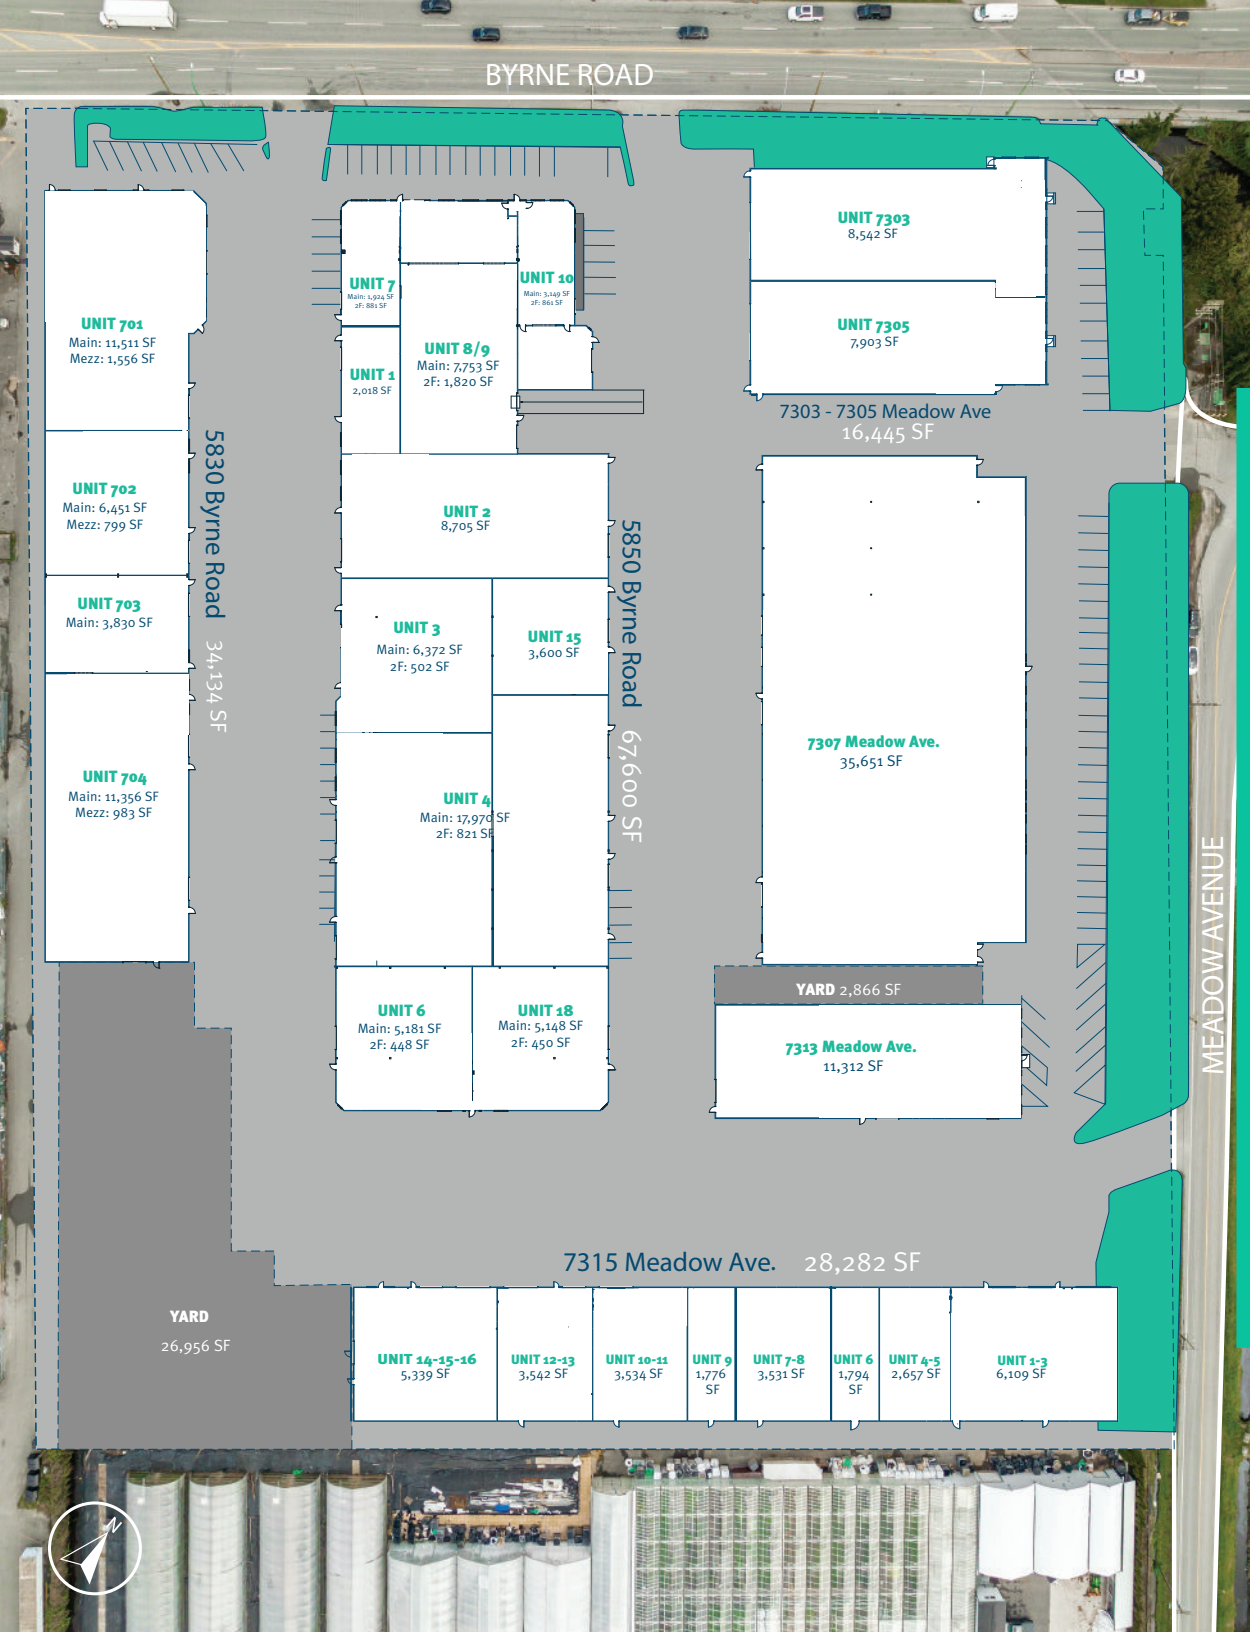 BYRNE ROAD
UNIT 701
Main: 11,511 SF
Mezz: 1,556 SF
UNIT 702
Main: 6,451 SF
Mezz: 799 SF
UNIT 703
Main: 3,830 SF
UNIT 704
Main: 11,356 SF
Mezz: 983 SF
5830 Byrne Road 34,134 SF
UNIT 7
Main: 1,924 SF
2F: 881 SF
UNIT 10
Main: 3,149 SF
2F: 861 SF
UNIT 8/9
Main: 7,753 SF
2F: 1,820 SF
UNIT 1
2,018 SF
UNIT 2
8,705 SF
UNIT 3
Main: 6,372 SF
2F: 502 SF
UNIT 15
3,600 SF
UNIT 4
Main: 17,970 SF
2F: 821 SF
UNIT 6
Main: 5,181 SF
2F: 448 SF
UNIT 18
Main: 5,148 SF
2F: 450 SF
5850 Byrne Road 67,600 SF
UNIT 7303
8,542 SF
UNIT 7305
7,903 SF
7303 - 7305 Meadow Ave
16,445 SF
7307 Meadow Ave.
35,651 SF
YARD 2,866 SF
7313 Meadow Ave.
11,312 SF
MEADOW AVENUE
7315 Meadow Ave. 28,282 SF
YARD
26,956 SF
UNIT 14-15-16
5,339 SF
UNIT 12-13
3,542 SF
UNIT 10-11
3,534 SF
UNIT 9
1,776
SF
UNIT 7-8
3,531 SF
UNIT 6
1,794
SF
UNIT 4-5
2,657 SF
UNIT 1-3
6,109 SF
N